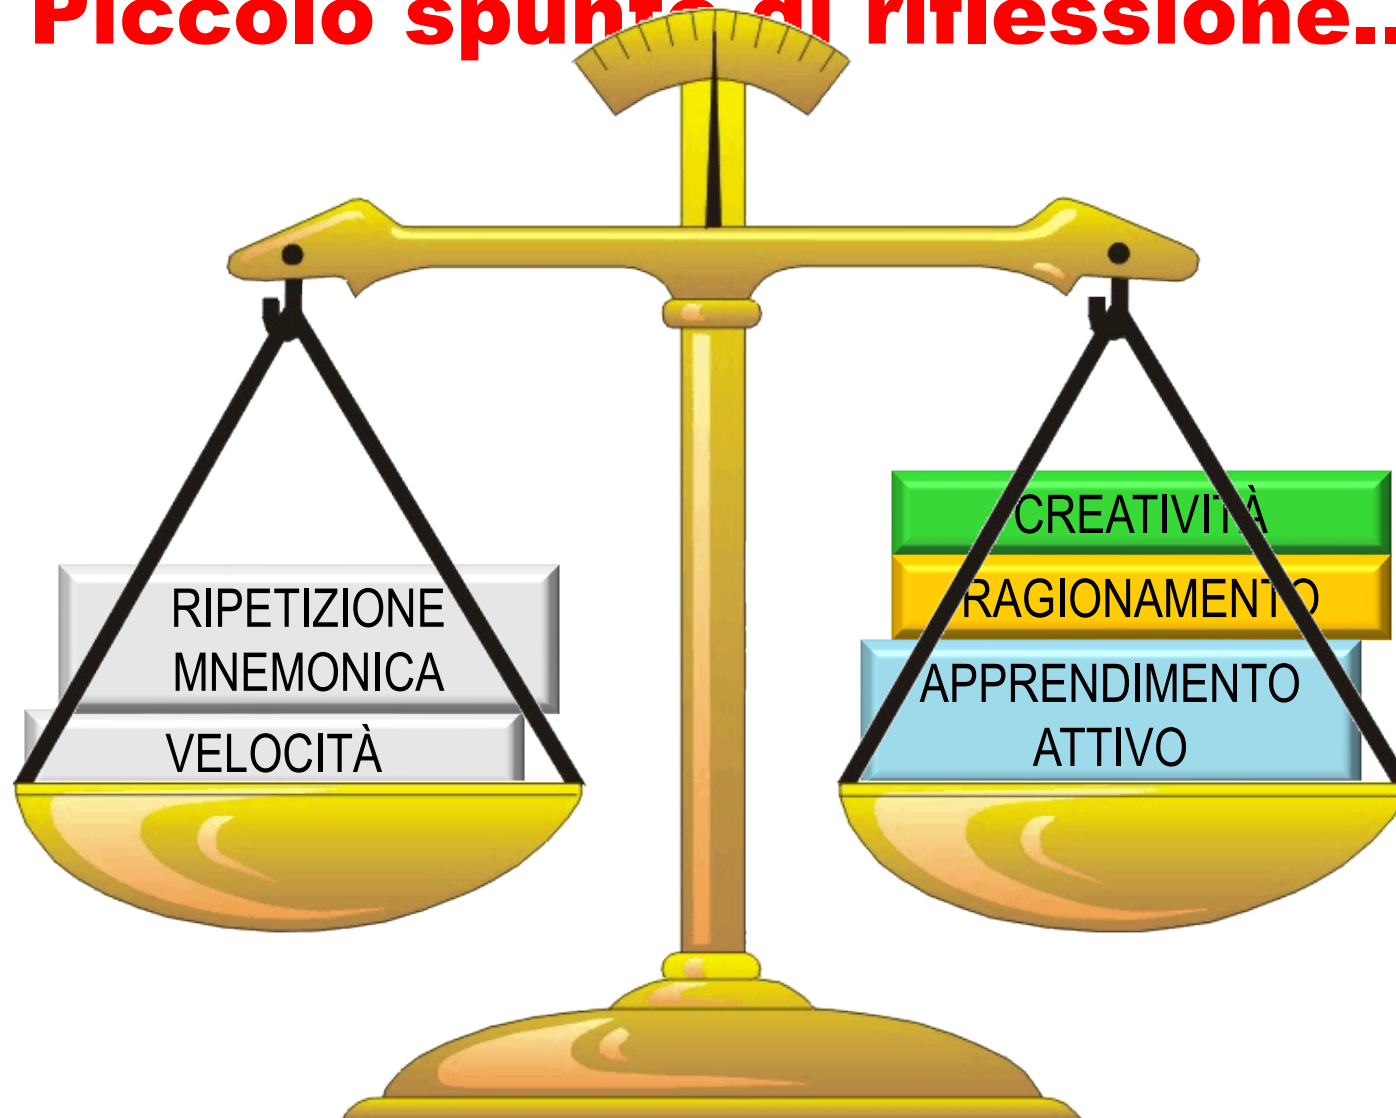 Piccolo spunto di riflessione..
CREATIVITÀ
RAGIONAMENTO
APPRENDIMENTO
ATTIVO
RIPETIZIONE
MNEMONICA
VELOCITÀ